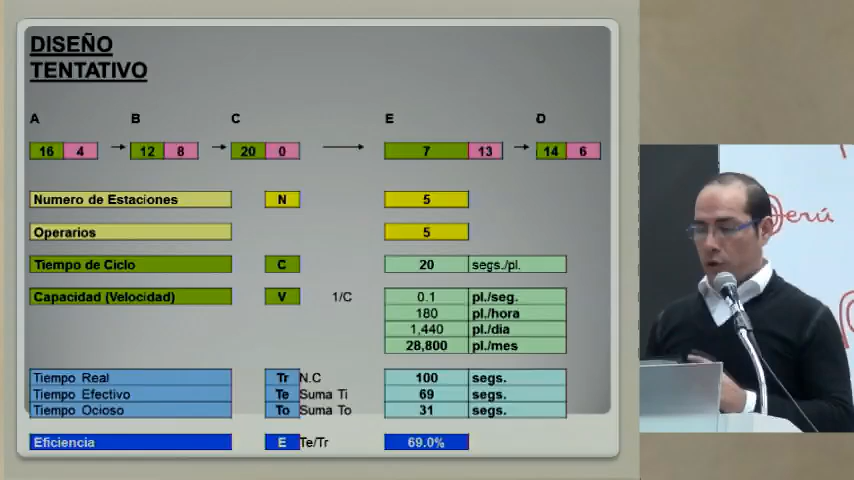 DISEÑO
TENTATIVO
A B C E D
16 4 12 8 20 0 7 13 14 6
Numero de Estaciones N 5
Operarios 5
Tiempo de Ciclo C 20 segs./pl.
Capacidad (Velocidad) V 1/C 0.1 pl./seg.
180 pl./hora
1,440 pl./dia
28,800 pl./mes
Tiempo Real Tr N.C 100 segs.
Tiempo Efectivo Te Suma Ti 69 segs.
Tiempo Ocioso To Suma To 31 segs.
Eficiencia E Te/Tr 69.0%
Perú